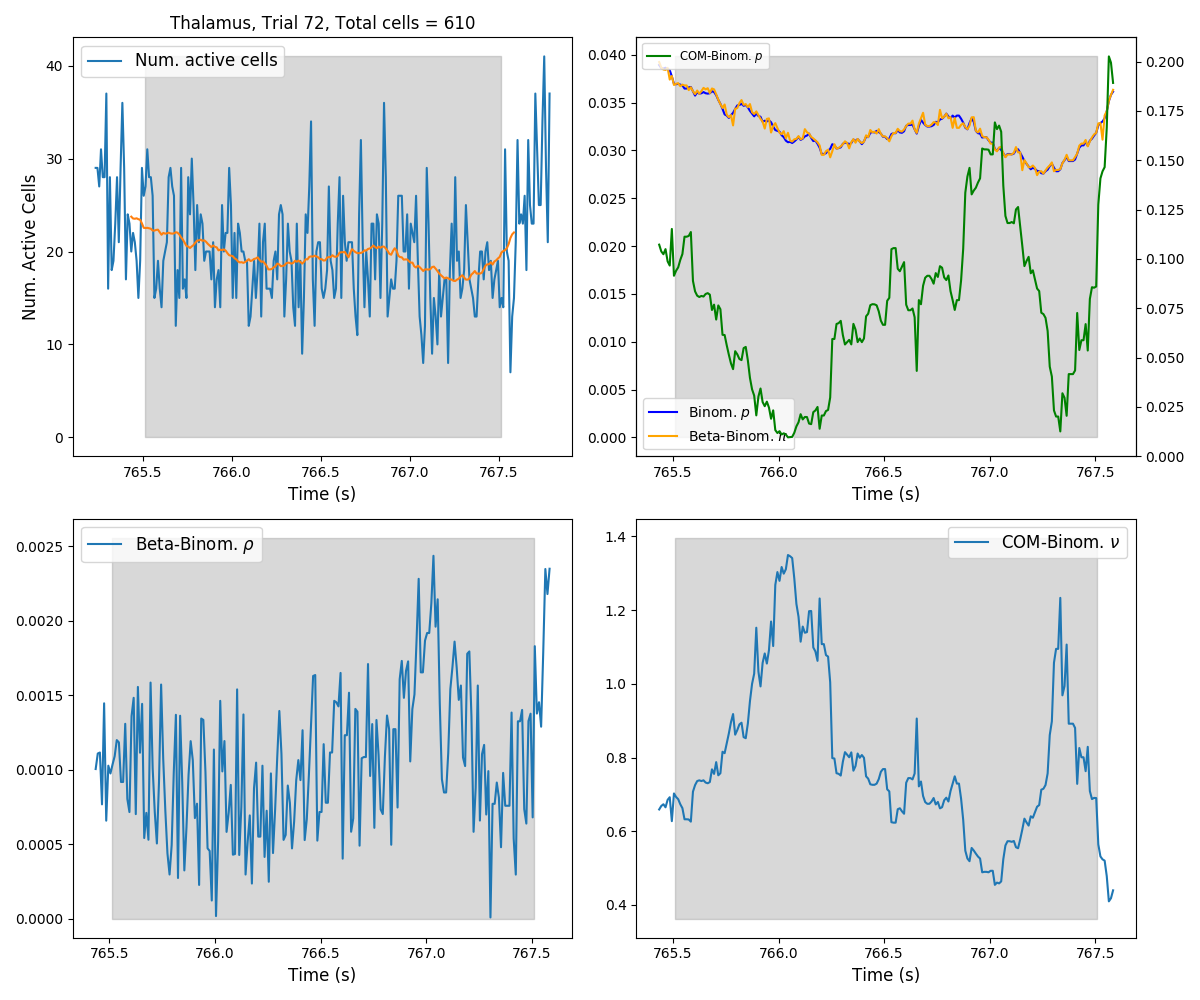 Thalamus, Trial 72, Total cells = 610
Num. active cells
40
30
20
10
0
Num. Active Cells
765.5 766.0 766.5 767.0 767.5
Time (s)
COM-Binom. p
0.040
0.035
0.030
0.025
0.020
0.015
0.010
0.005
0.000
0.200
0.175
0.150
0.125
0.100
0.075
0.050
0.025
0.000
Binom. p
Beta-Binom. π
765.5 766.0 766.5 767.0 767.5
Time (s)
Beta-Binom. ρ
0.0025
0.0020
0.0015
0.0010
0.0005
0.0000
765.5 766.0 766.5 767.0 767.5
Time (s)
COM-Binom. ν
1.4
1.2
1.0
0.8
0.6
0.4
765.5 766.0 766.5 767.0 767.5
Time (s)